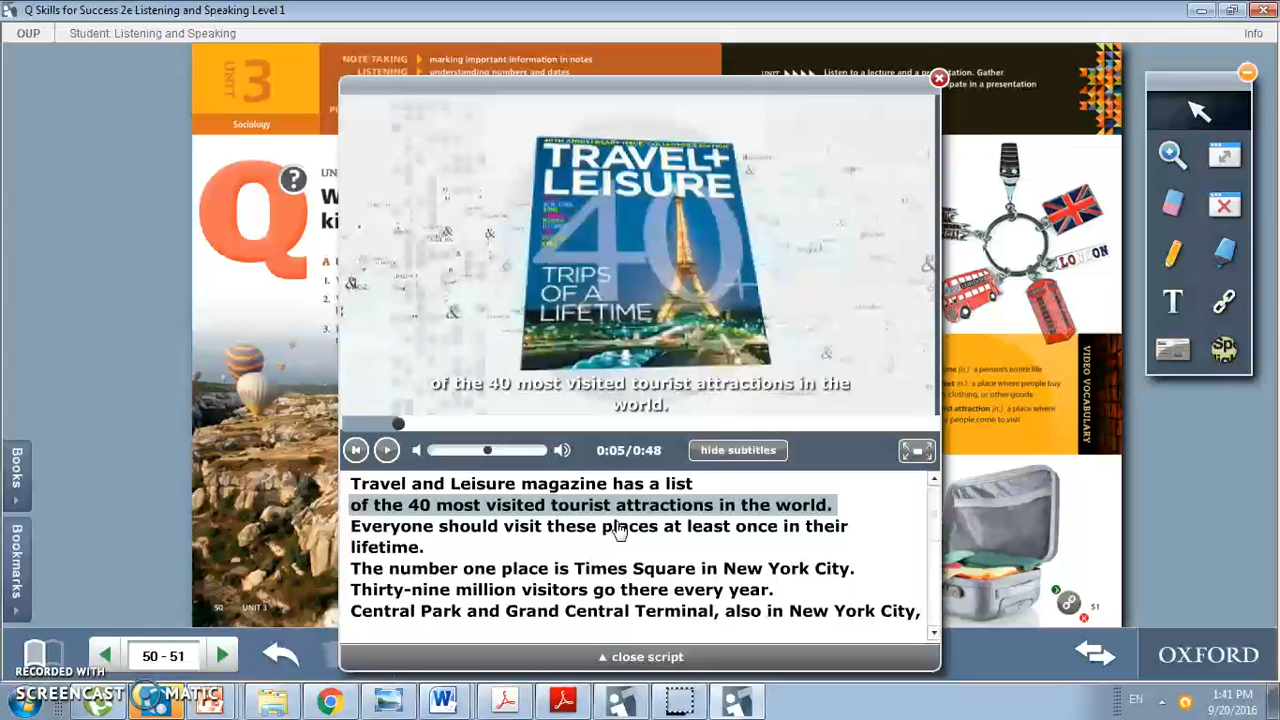 Q Skills for Success 2e Listening and Speaking Level 1
OUP
Student: Listening and Speaking
Info
UNIT 3
Sociology
NOTE TAKING
marking important information in notes
LISTENING
understanding numbers and dates
UNIT
Listen to a lecture and a
Gather
in a presentation
Q
?
A
1.
2.
3.
TRAVEL+
LEISURE
40
TRIPS
OF A
LIFETIME
of the 40 most visited tourist attractions in the
world.
0:05/0:48
hide subtitles
Travel and Leisure magazine has a list
of the 40 most visited tourist attractions in the world.
Everyone should visit these places at least once in their
lifetime.
The number one place is Times Square in New York City.
Thirty-nine million visitors go there every year.
Central Park and Grand Central Terminal, also in New York City,
close script
LONDON
a person's entire life
a place where people buy
clothing, or other goods
attraction (n.) a place where
people come to visit
VIDEO VOCABULARY
T
sp
Books
Bookmarks
50 UNIT 3
51
50 - 51
OXFORD
RECORDED WITH
SCREENCAST
MATIC
EN
1:41 PM
9/20/2016